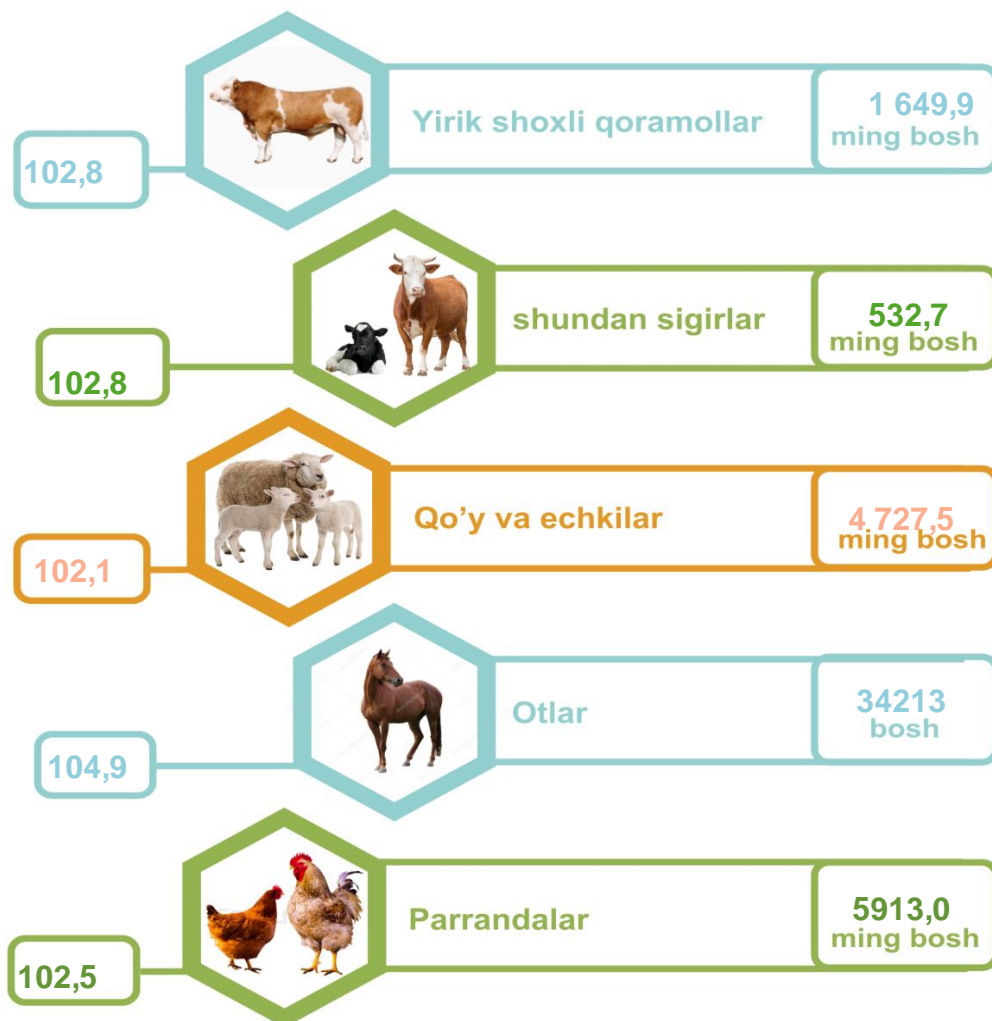 Yirik shoxli qoramollar
1 649,9
ming bosh
102,8
shundan sigirlar
532,7
ming bosh
102,8
Qo’y va echkilar
4 727,5
ming bosh
102,1
Otlar
34213
bosh
104,9
Parrandalar
5913,0
ming bosh
102,5